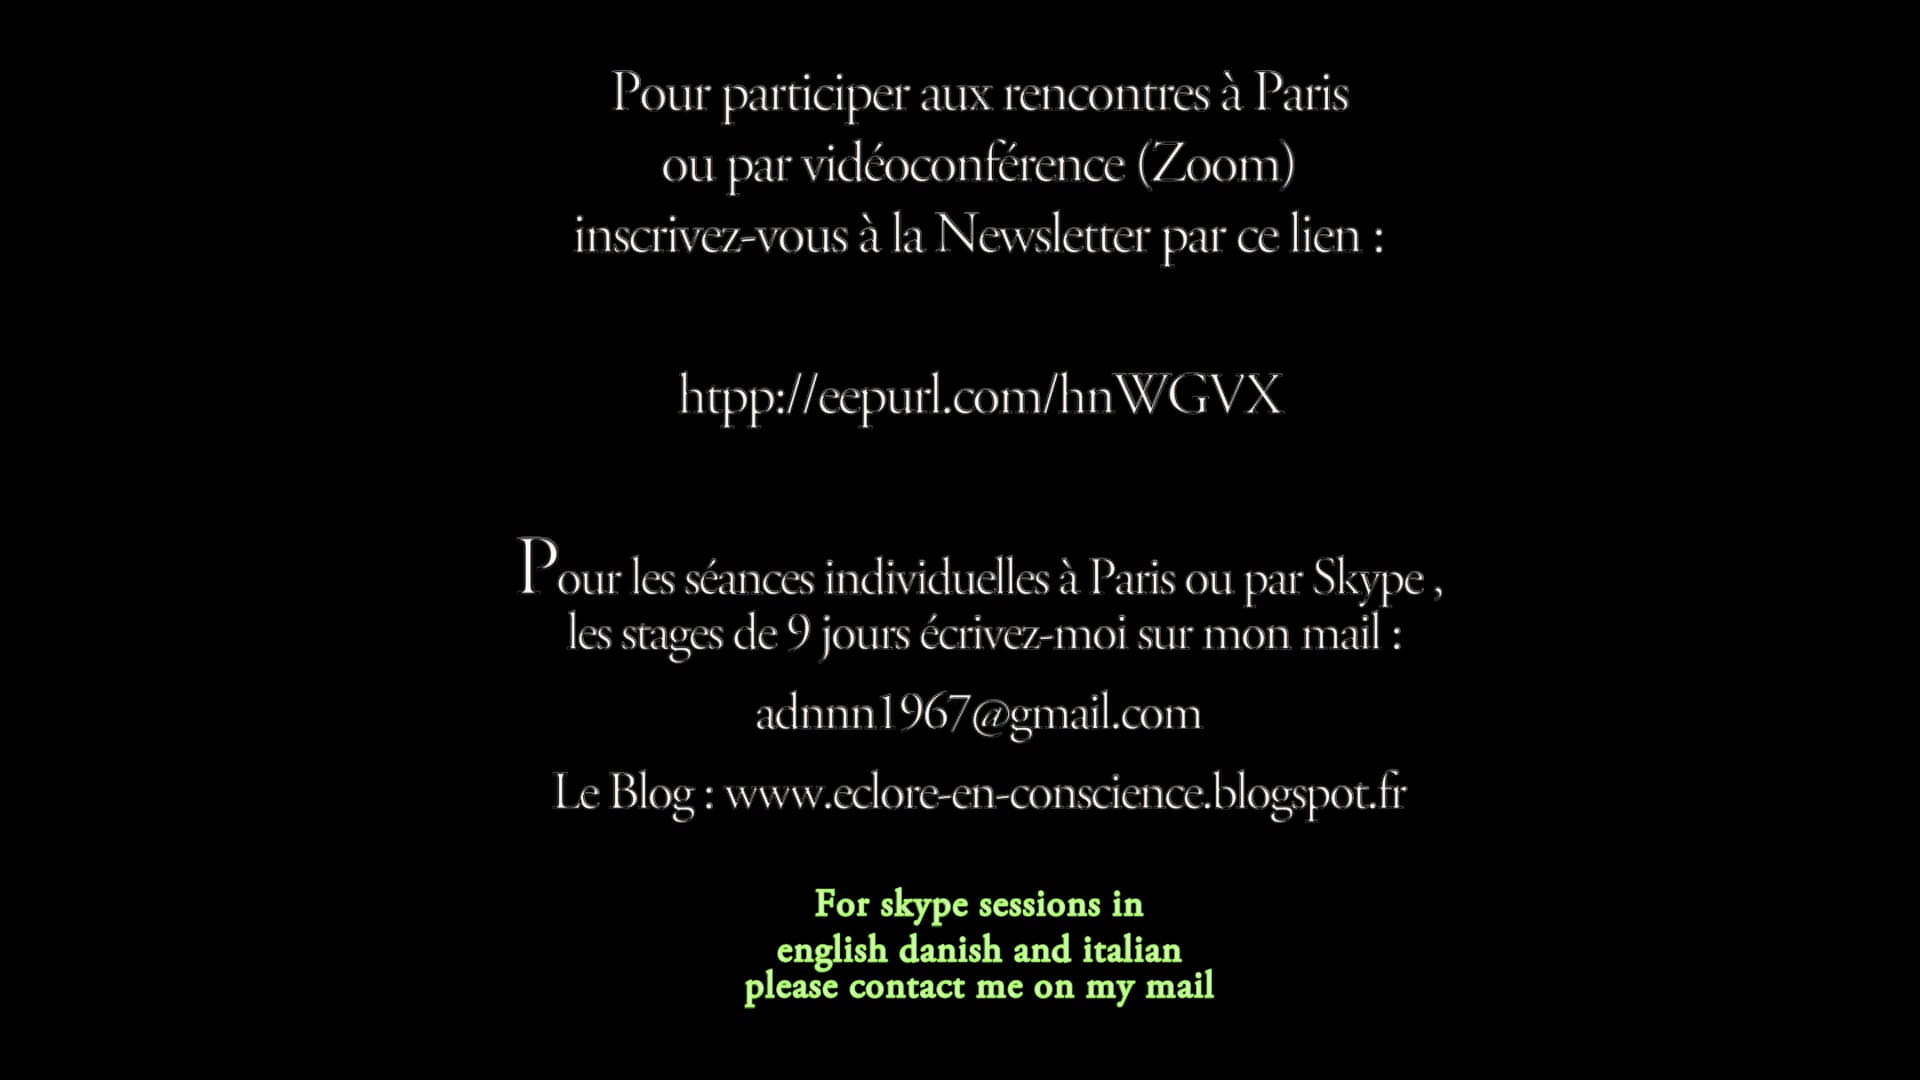 Pour participer aux rencontres à Paris
ou par vidéoconférence (Zoom)
inscrivez-vous à la Newsletter par ce lien :
htpp://eepurl.com/hnWGVX
Pour les séances individuelles à Paris ou par Skype ,
les stages de 9 jours écrivez-moi sur mon mail :
adnnn1967@gmail.com
Le Blog : www.eclore-en-conscience.blogspot.fr
For skype sessions in
english danish and italian
please contact me on my mail